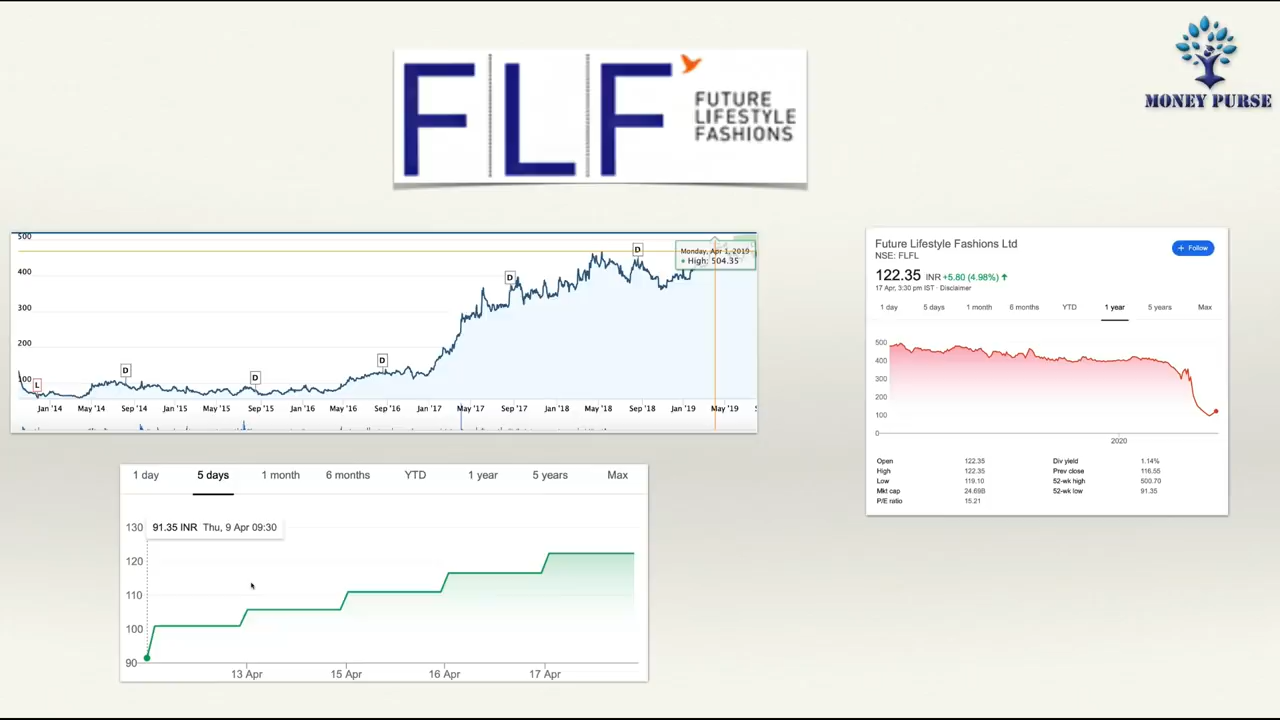 MONEY PURSE
FLF
FUTURE
LIFESTYLE
FASHIONS
500
400
300
200
100
L
D
D
D
D
D
Monday, Apr 1, 2019
High: 504.35
Jan '14 May '14 Sep '14 Jan '15 May '15 Sep '15 Jan '16 May '16 Sep '16 Jan '17 May '17 Sep '17 Jan '18 May '18 Sep '18 Jan '19 May '19
Future Lifestyle Fashions Ltd
NSE: FLFL
+ Follow
122.35 INR +5.80 (4.98%) ↑
17 Apr, 3:30 pm IST · Disclaimer
1 day 5 days 1 month 6 months YTD 1 year 5 years Max
500
400
300
200
100
0
2020
Open 122.35 Div yield 1.14%
High 122.35 Prev close 116.55
Low 119.10 52-wk high 500.70
Mkt cap 24.69B 52-wk low 91.35
P/E ratio 15.21
1 day 5 days 1 month 6 months YTD 1 year 5 years Max
91.35 INR Thu, 9 Apr 09:30
130
120
110
100
90
13 Apr 15 Apr 16 Apr 17 Apr